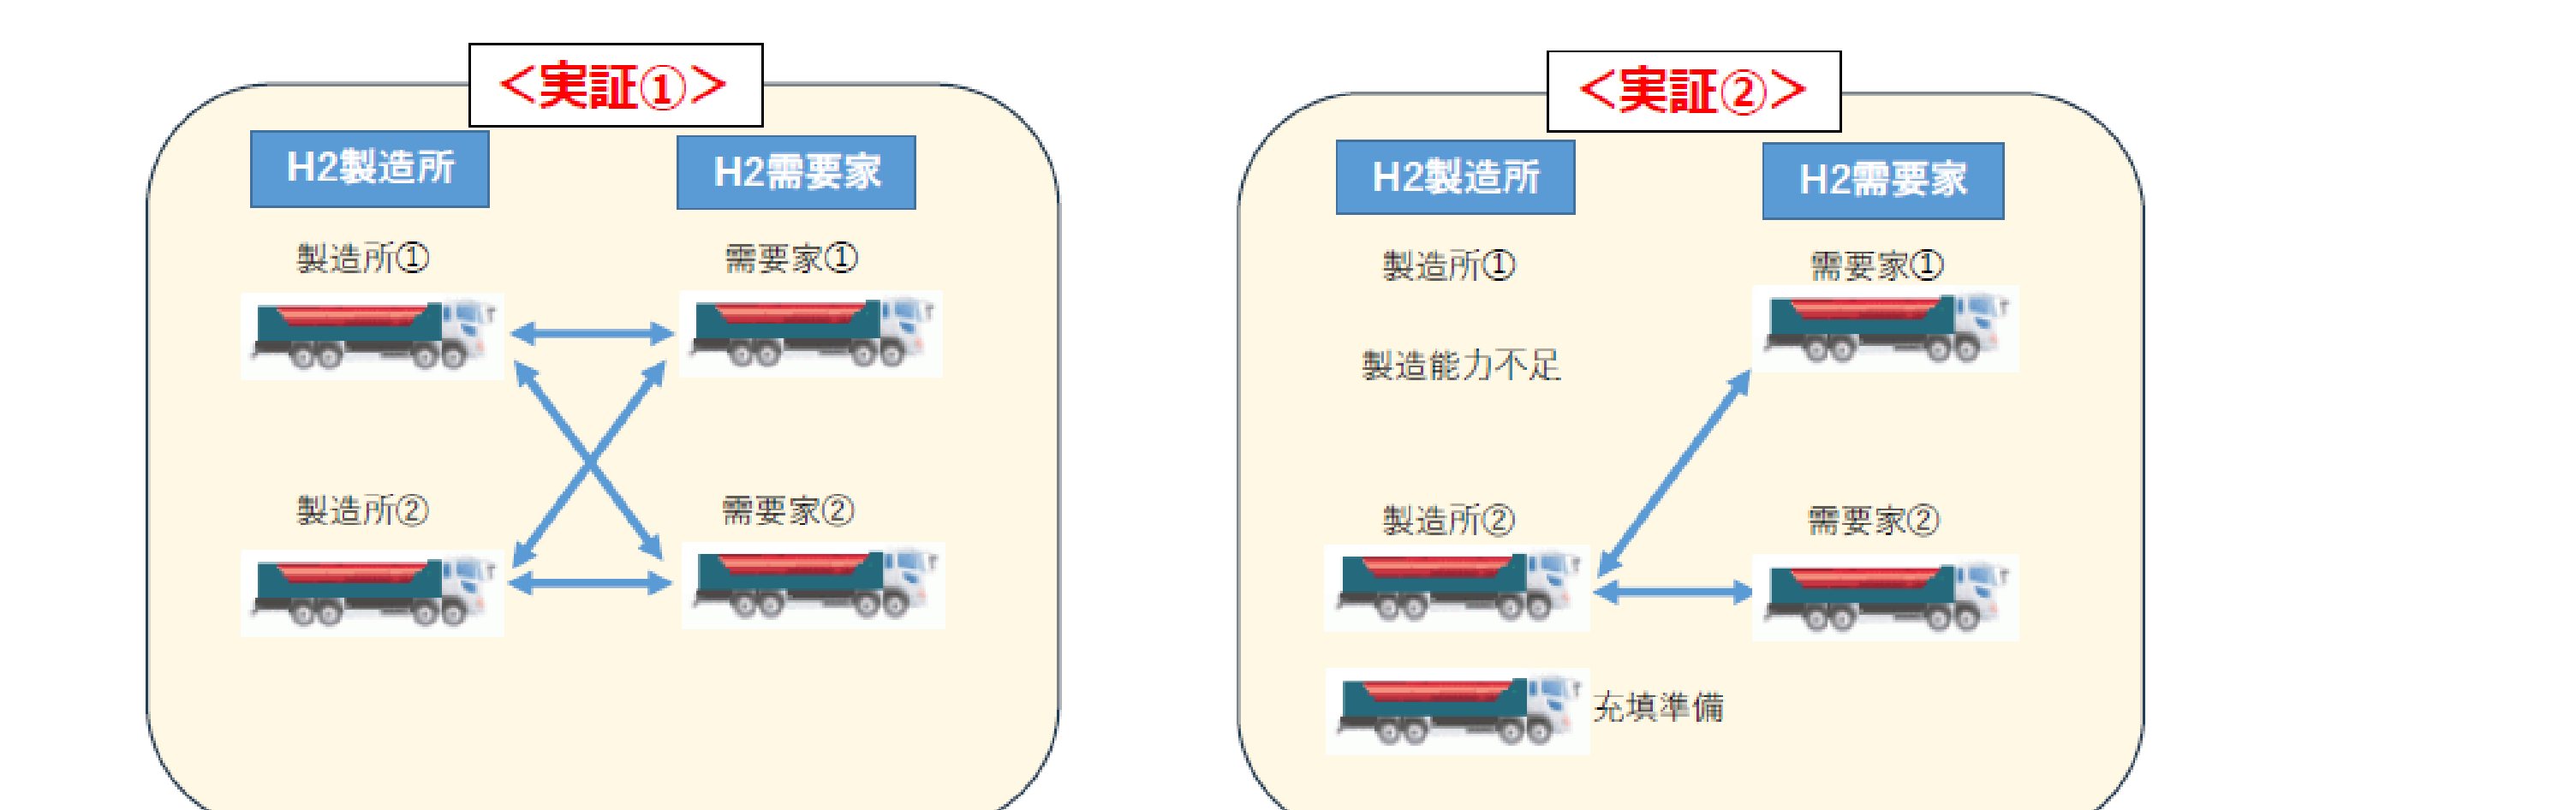 ＜実証①＞
H2製造所
H2需要家
製造所①
需要家①
製造所②
需要家②
＜実証②＞
H2製造所
H2需要家
製造所①
需要家①
製造能力不足
製造所②
需要家②
充填準備